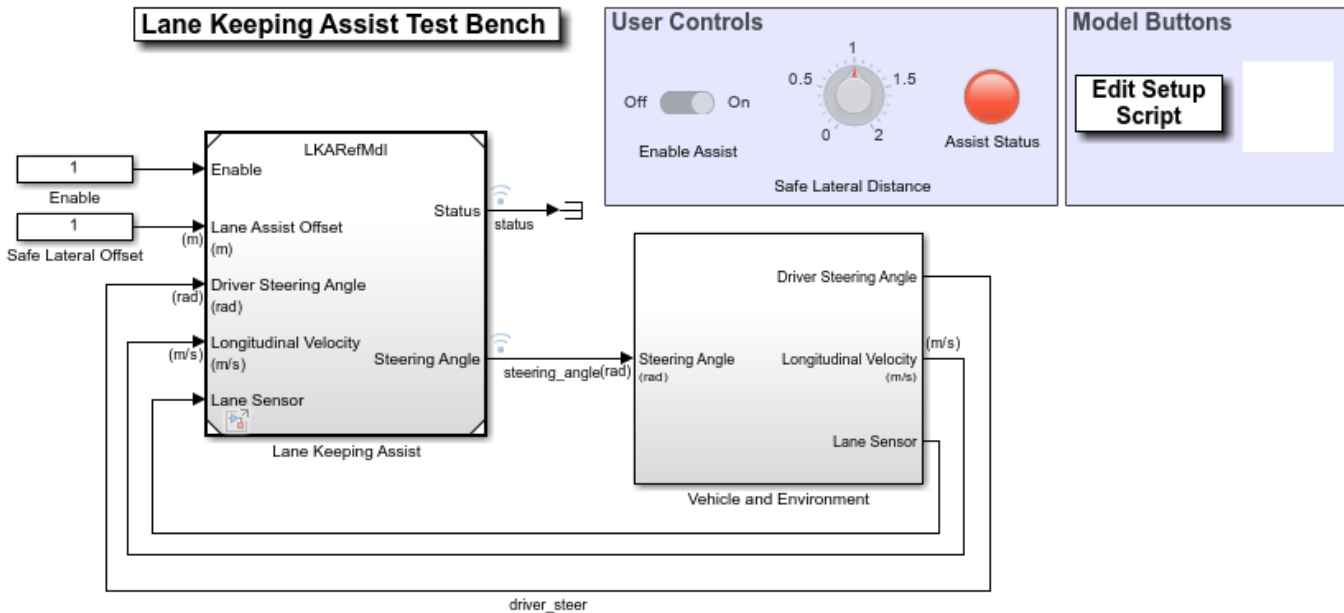 Lane Keeping Assist Test Bench
User Controls
Off
On
Enable Assist
0
0.5
1
1.5
2
Safe Lateral Distance
Assist Status
Model Buttons
Edit Setup
Script
1
Enable
1
Safe Lateral Offset
(m)
(rad)
(m/s)
LKARefMdl
Enable
Lane Assist Offset
(m)
Driver Steering Angle
(rad)
Longitudinal Velocity
(m/s)
Lane Sensor
Status
Steering Angle
Lane Keeping Assist
status
steering_angle
(rad)
Steering Angle
(rad)
Driver Steering Angle
Longitudinal Velocity
(m/s)
Lane Sensor
Vehicle and Environment
(m/s)
driver_steer